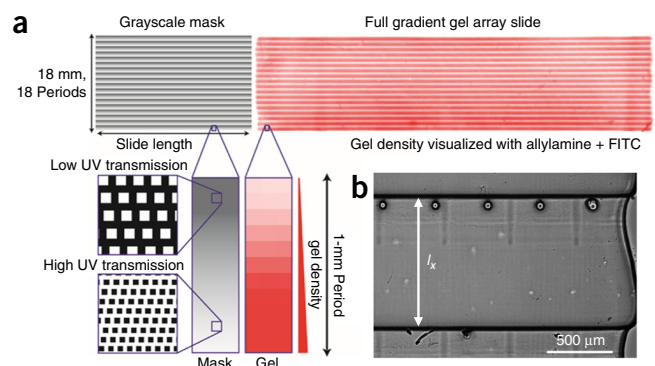 a
Grayscale mask
Full gradient gel array slide
18 mm,
18 Periods
Slide length
Gel density visualized with allylamine + FITC
Low UV transmission
High UV transmission
Mask
Gel
gel density
1-mm Period
b
lx
500 μm